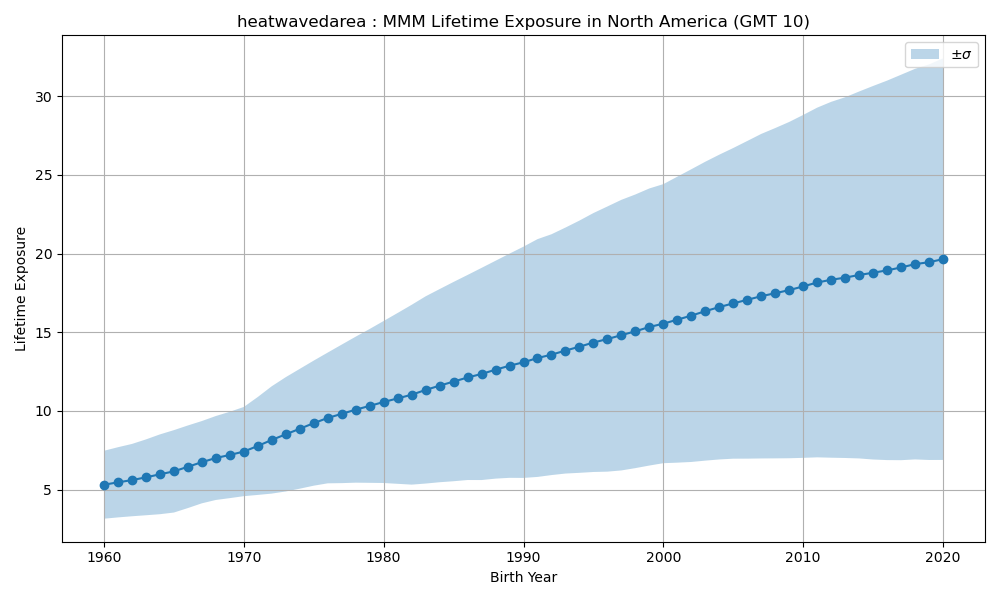 heatwavedarea : MMM Lifetime Exposure in North America (GMT 10)
±σ
Lifetime Exposure
30
25
20
15
10
5
1960 1970 1980 1990 2000 2010 2020
Birth Year